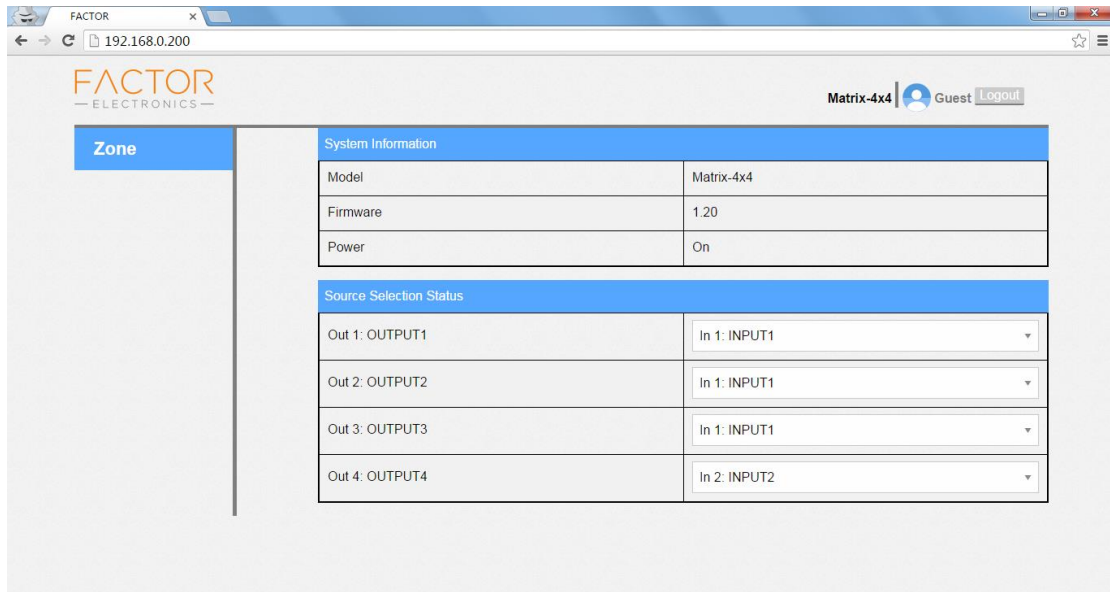 FACTOR
192.168.0.200
FACTOR
ELECTRONICS
Matrix-4x4 Guest Logout
Zone
System Information
Model Matrix-4x4
Firmware 1.20
Power On
Source Selection Status
Out 1: OUTPUT1 In 1: INPUT1
Out 2: OUTPUT2 In 1: INPUT1
Out 3: OUTPUT3 In 1: INPUT1
Out 4: OUTPUT4 In 2: INPUT2